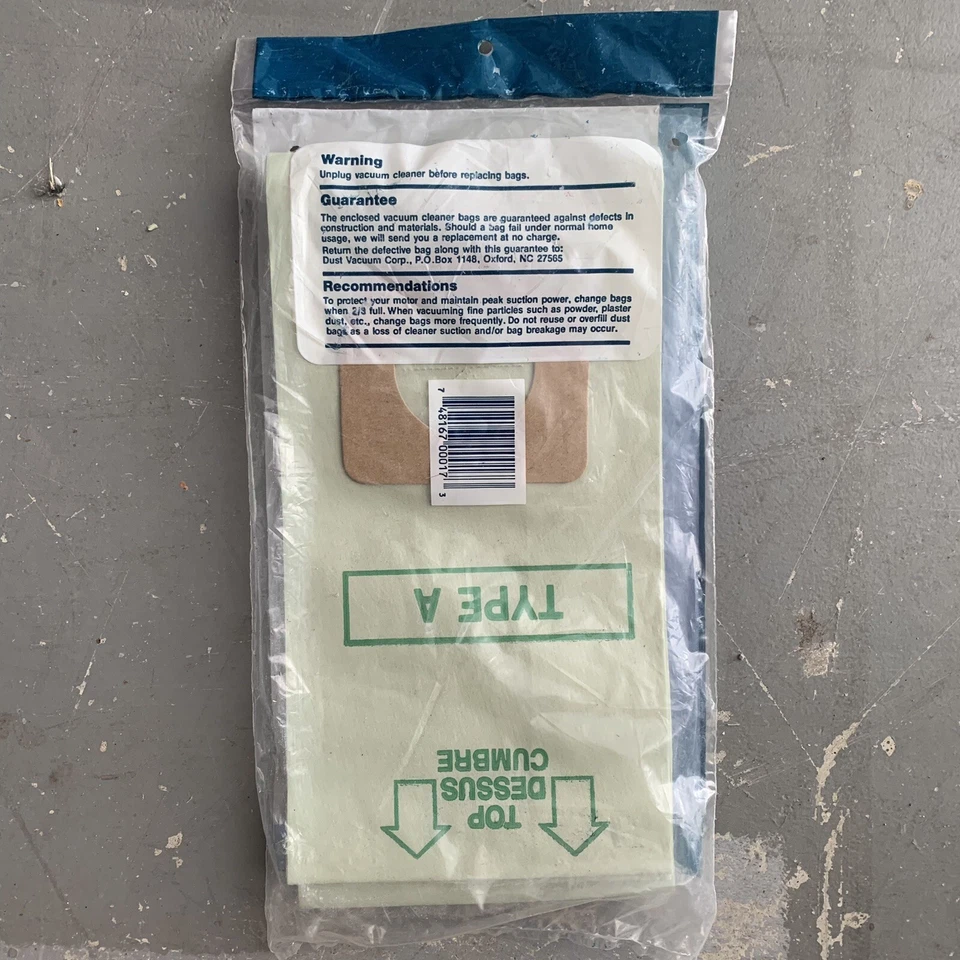 Warning
Unplug vacuum cleaner before replacing bags.
Guarantee
The enclosed vacuum cleaner bags are guaranteed against defects in
construction and materials. Should a bag fail under normal home
usage, we will send you a replacement at no charge.
Return the defective bag along with this guarantee to:
Dust Vacuum Corp., P.O.Box 1148, Oxford, NC 27565
Recommendations
To protect your motor and maintain peak suction power, change bags
when 2/3 full. When vacuuming fine particles such as powder, plaster
dust, etc., change bags more frequently. Do not reuse or overfill dust
bags as a loss of cleaner suction and/or bag breakage may occur.
7 48167 00017 3
TYPE A
TOP
DESSUS
CUMBRE